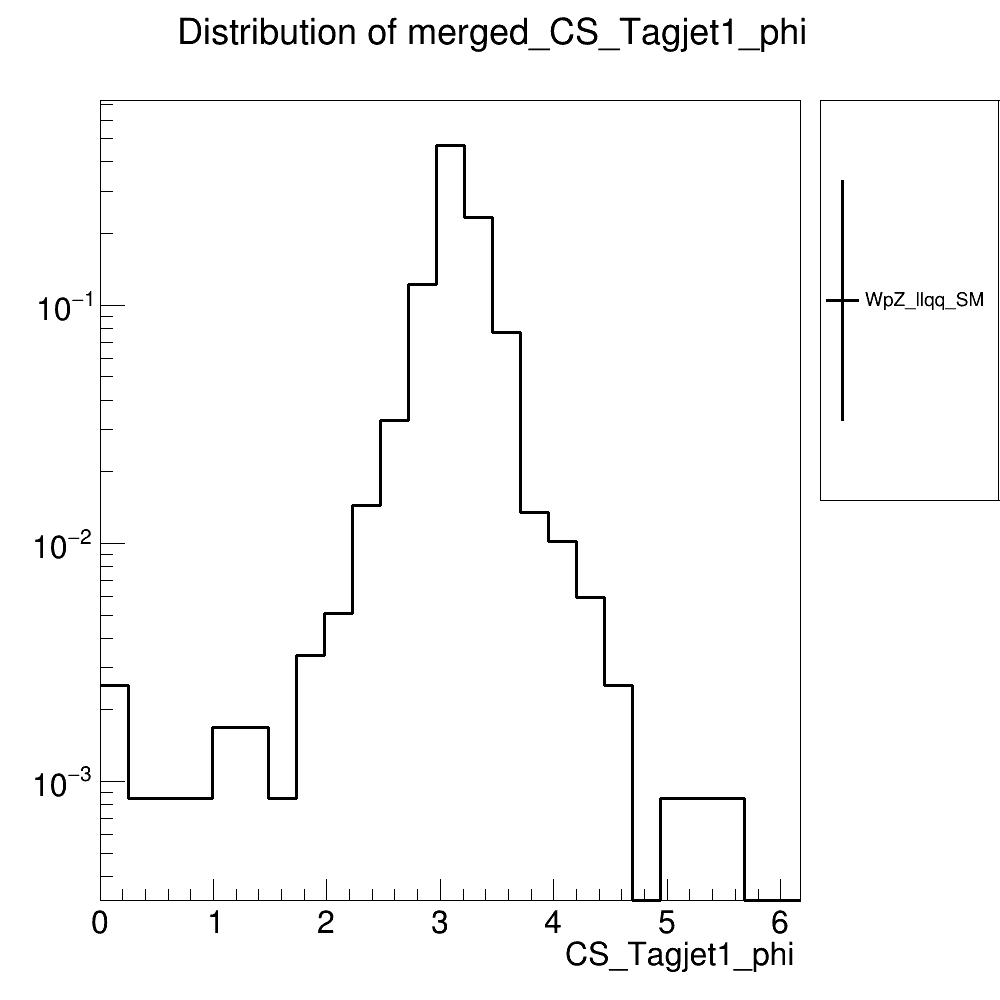 Distribution of merged_CS_Tagjet1_phi
10−1
10−2
10−3
0 1 2 3 4 5 6
CS_Tagjet1_phi
WpZ_llqq_SM